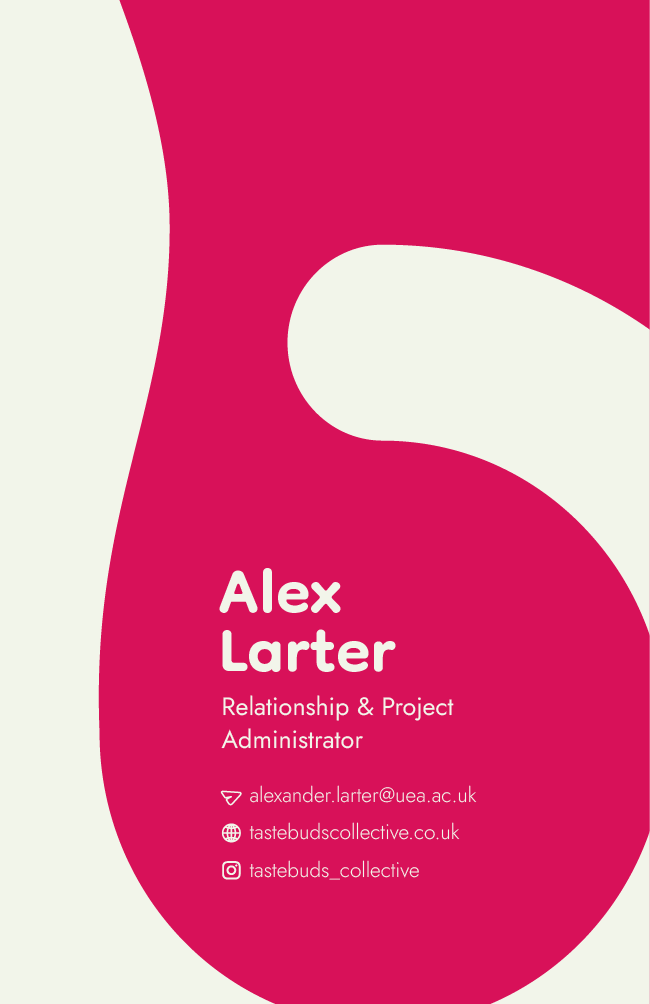 Alex
Larter
Relationship & Project
Administrator
alexander.larter@uea.ac.uk
tastebudscollective.co.uk
tastebuds_collective